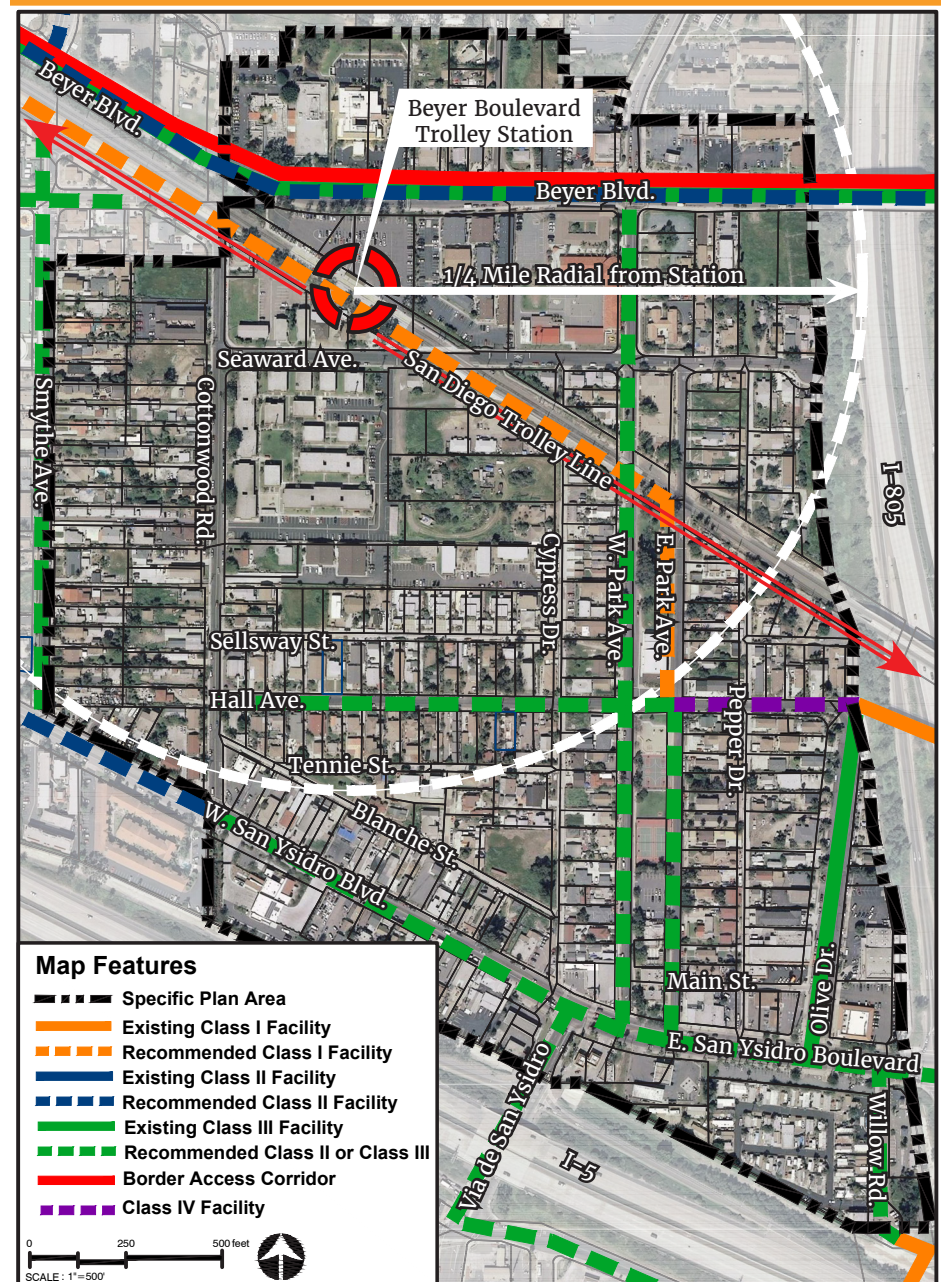 Beyer Blvd.
Beyer Boulevard
Trolley Station
Beyer Blvd.
1/4 Mile Radial from Station
Seaward Ave.
San Diego Trolley Line
Smythe Ave.
Cottonwood Rd.
I-805
Cypress Dr.
W. Park Ave.
E. Park Ave.
Sellsway St.
Hall Ave.
Pepper Dr.
Tennie St.
Blanche St.
W. San Ysidro Blvd.
Main St.
Olive Dr.
E. San Ysidro Boulevard
Via de San Ysidro
I-5
Willow Rd.
Map Features
Specific Plan Area
Existing Class I Facility
Recommended Class I Facility
Existing Class II Facility
Recommended Class II Facility
Existing Class III Facility
Recommended Class II or Class III
Border Access Corridor
Class IV Facility
0 250 500 feet
SCALE : 1"=500'